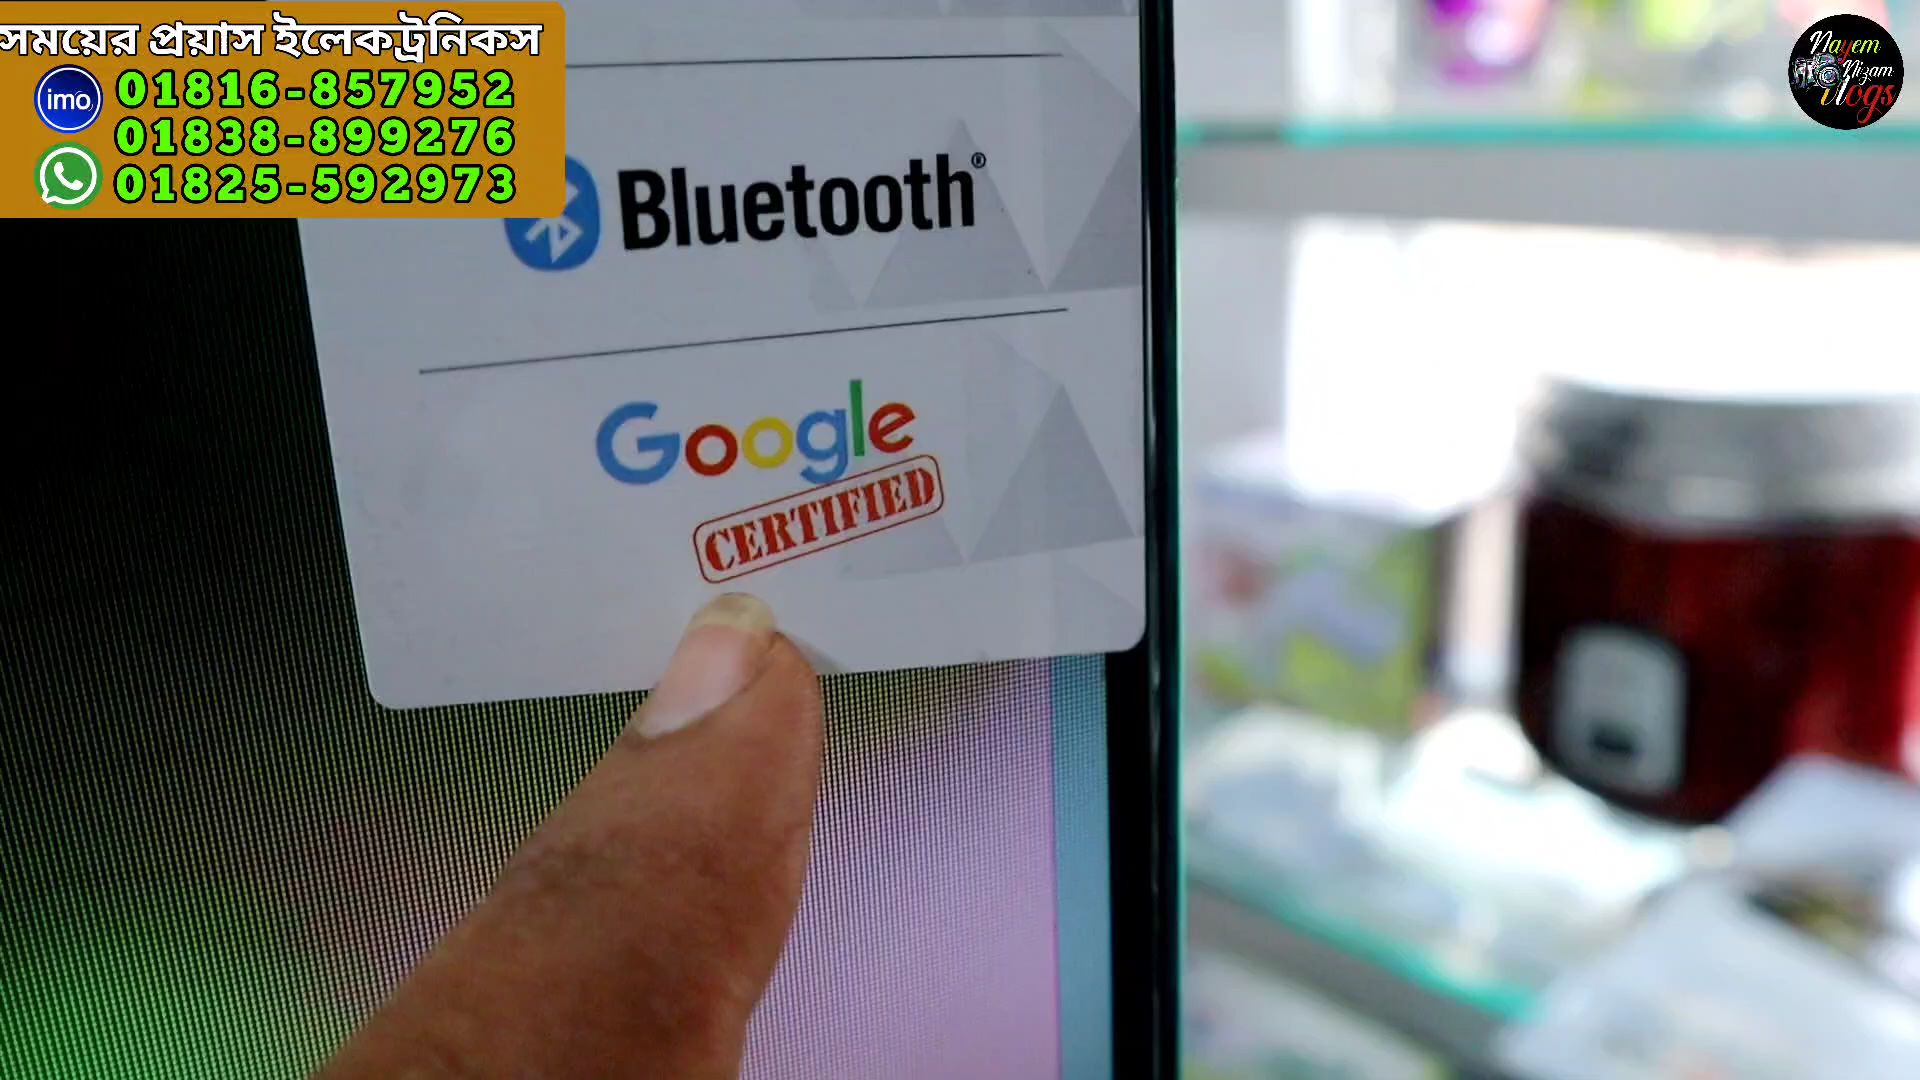 সময়ের প্রয়াস ইলেকট্রনিকস
imo 01816-857952
01838-899276
01825-592973
Nayem
Nizam
vlogs
Bluetooth®
Google
CERTIFIED